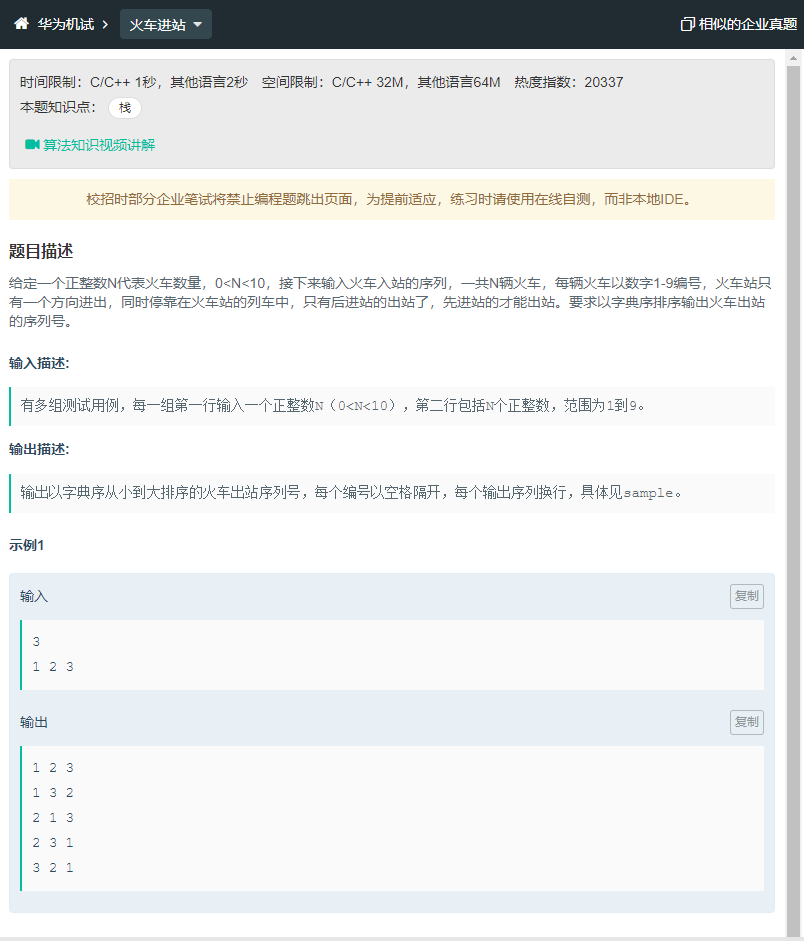 华为机试 火车进站 相似的企业真题
时间限制：C/C++ 1秒，其他语言2秒 空间限制：C/C++ 32M，其他语言64M 热度指数：20337
本题知识点： 栈
算法知识视频讲解
校招时部分企业笔试将禁止编程题跳出页面，为提前适应，练习时请使用在线自测，而非本地IDE。
题目描述
给定一个正整数N代表火车数量，0<N<10，接下来输入火车入站的序列，一共N辆火车，每辆火车以数字1-9编号，火车站只
有一个方向进出，同时停靠在火车站的列车中，只有后进站的出站了，先进站的才能出站。要求以字典序排序输出火车出站
的序列号。
输入描述:
有多组测试用例，每一组第一行输入一个正整数N（0<N<10），第二行包括N个正整数，范围为1到9。
输出描述:
输出以字典序从小到大排序的火车出站序列号，每个编号以空格隔开，每个输出序列换行，具体见sample。
示例1
输入 复制
3
1 2 3
输出 复制
1 2 3
1 3 2
2 1 3
2 3 1
3 2 1